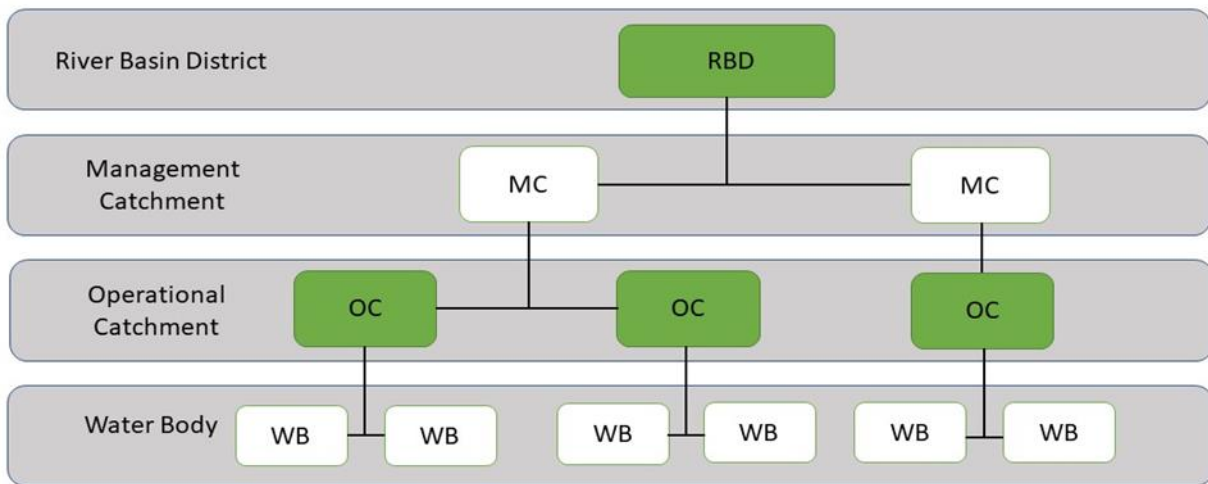 River Basin District
RBD
Management
Catchment
MC
MC
Operational
Catchment
OC
OC
OC
Water Body
WB
WB
WB
WB
WB
WB